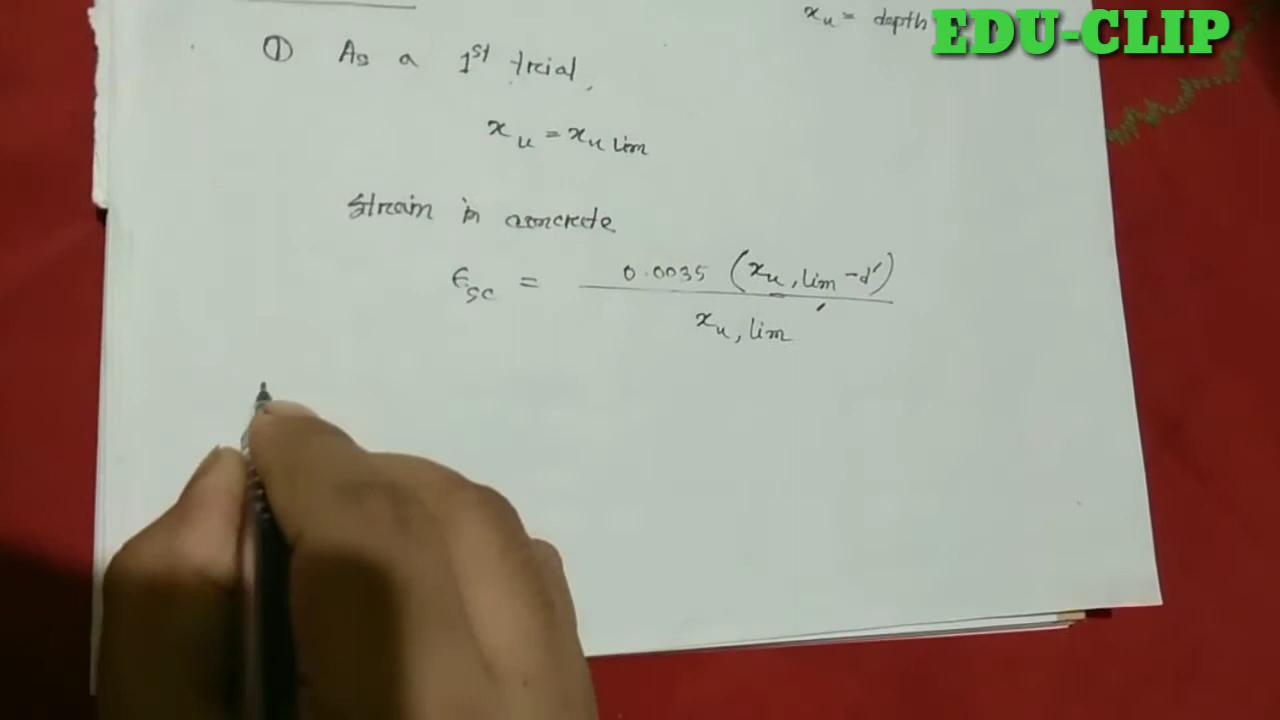 xu = depth
EDU-CLIP
① As a 1st trial,
xu = xu lim
Strain in concrete
ϵsc = 0.0035 (xu, lim - d')
xu, lim